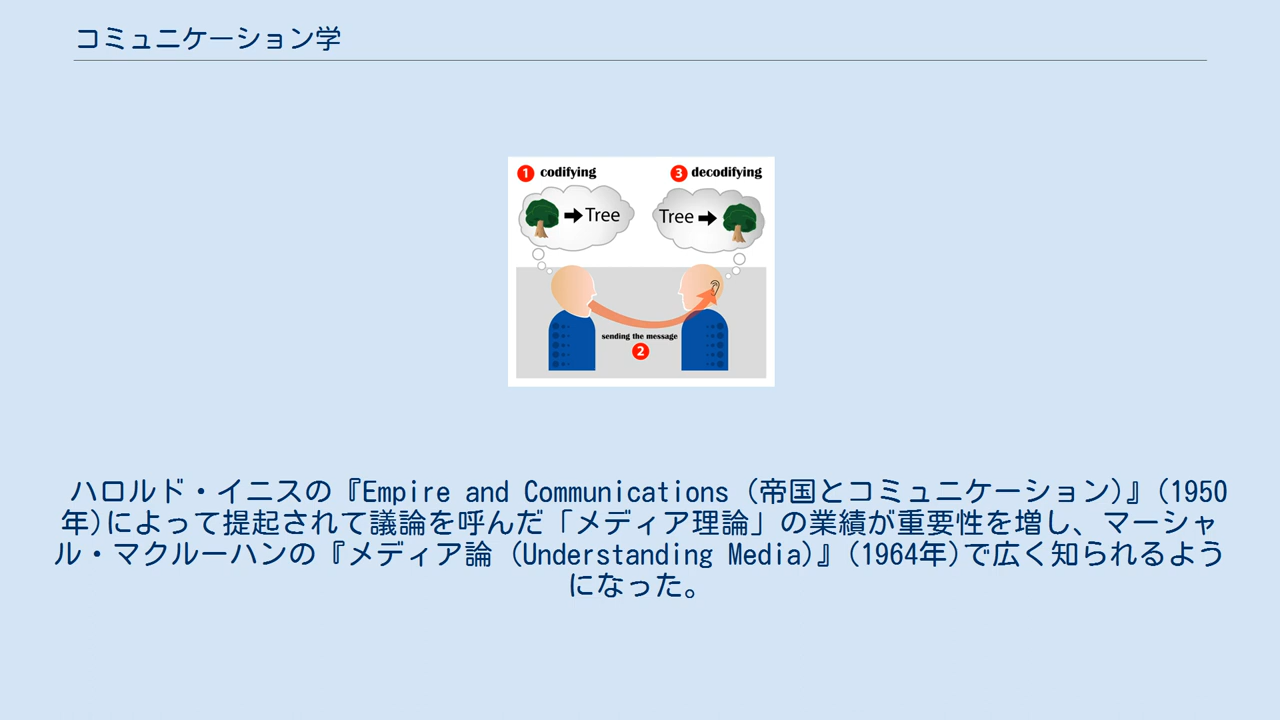 コミュニケーション学
1 codifying
3 decodifying
Tree
Tree
sending the message
2
ハロルド・イニスの『Empire and Communications (帝国とコミュニケーション)』(1950
年)によって提起されて議論を呼んだ「メディア理論」の業績が重要性を増し、マーシャ
ル・マクルーハンの『メディア論 (Understanding Media)』(1964年)で広く知られるよう
になった。